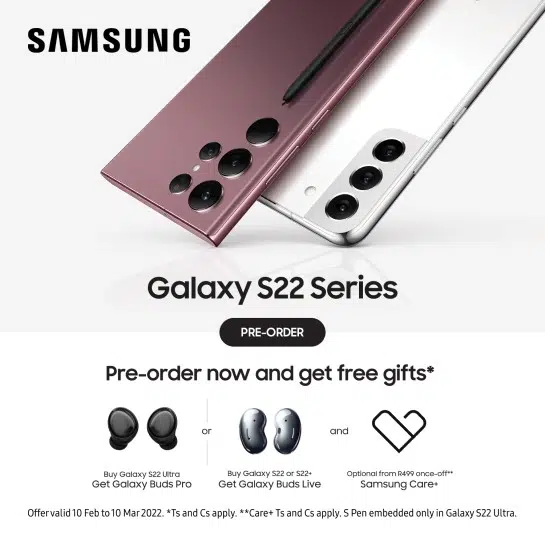 SAMSUNG
Galaxy S22 Series
PRE-ORDER
Pre-order now and get free gifts*
or
and
Buy Galaxy S22 Ultra
Get Galaxy Buds Pro
Buy Galaxy S22 or S22+
Get Galaxy Buds Live
Optional from R499 once-off**
Samsung Care+
Offer valid 10 Feb to 10 Mar 2022. *Ts and Cs apply. **Care+ Ts and Cs apply. S Pen embedded only in Galaxy S22 Ultra.